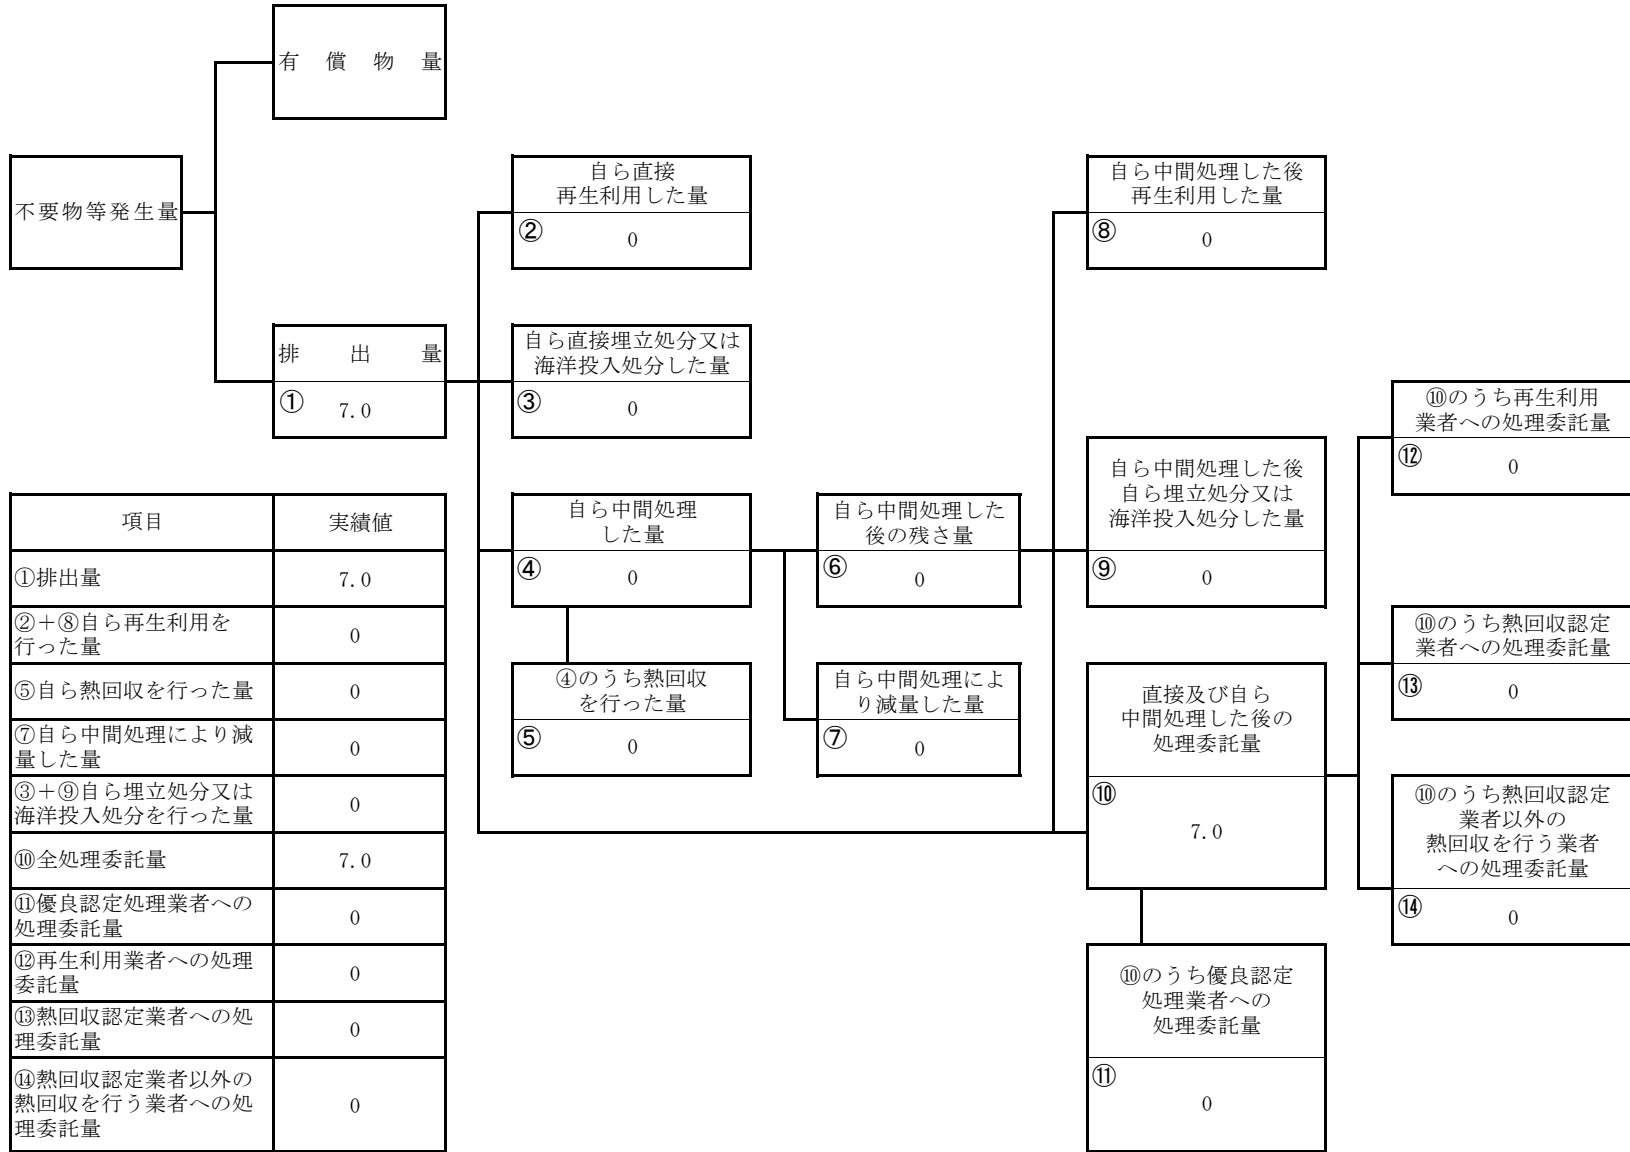 有償物量
不要物等発生量
排出量
① 7.0
自ら直接
再生利用した量
② 0
自ら直接埋立処分又は
海洋投入処分した量
③ 0
自ら中間処理
した量
④ 0
④のうち熱回収
を行った量
⑤ 0
自ら中間処理した
後の残さ量
⑥ 0
自ら中間処理によ
り減量した量
⑦ 0
自ら中間処理した後
再生利用した量
⑧ 0
自ら中間処理した後
自ら埋立処分又は
海洋投入処分した量
⑨ 0
直接及び自ら
中間処理した後の
処理委託量
⑩
7.0
⑩のうち優良認定
処理業者への
処理委託量
⑪
0
⑩のうち再生利用
業者への処理委託量
⑫ 0
⑩のうち熱回収認定
業者への処理委託量
⑬ 0
⑩のうち熱回収認定
業者以外の
熱回収を行う業者
への処理委託量
⑭ 0
項目 実績値
①排出量 7.0
②＋⑧自ら再生利用を
行った量 0
⑤自ら熱回収を行った量 0
⑦自ら中間処理により減
量した量 0
③＋⑨自ら埋立処分又は
海洋投入処分を行った量 0
⑩全処理委託量 7.0
⑪優良認定処理業者への
処理委託量 0
⑫再生利用業者への処理
委託量 0
⑬熱回収認定業者への処
理委託量 0
⑭熱回収認定業者以外の
熱回収を行う業者への処
理委託量 0